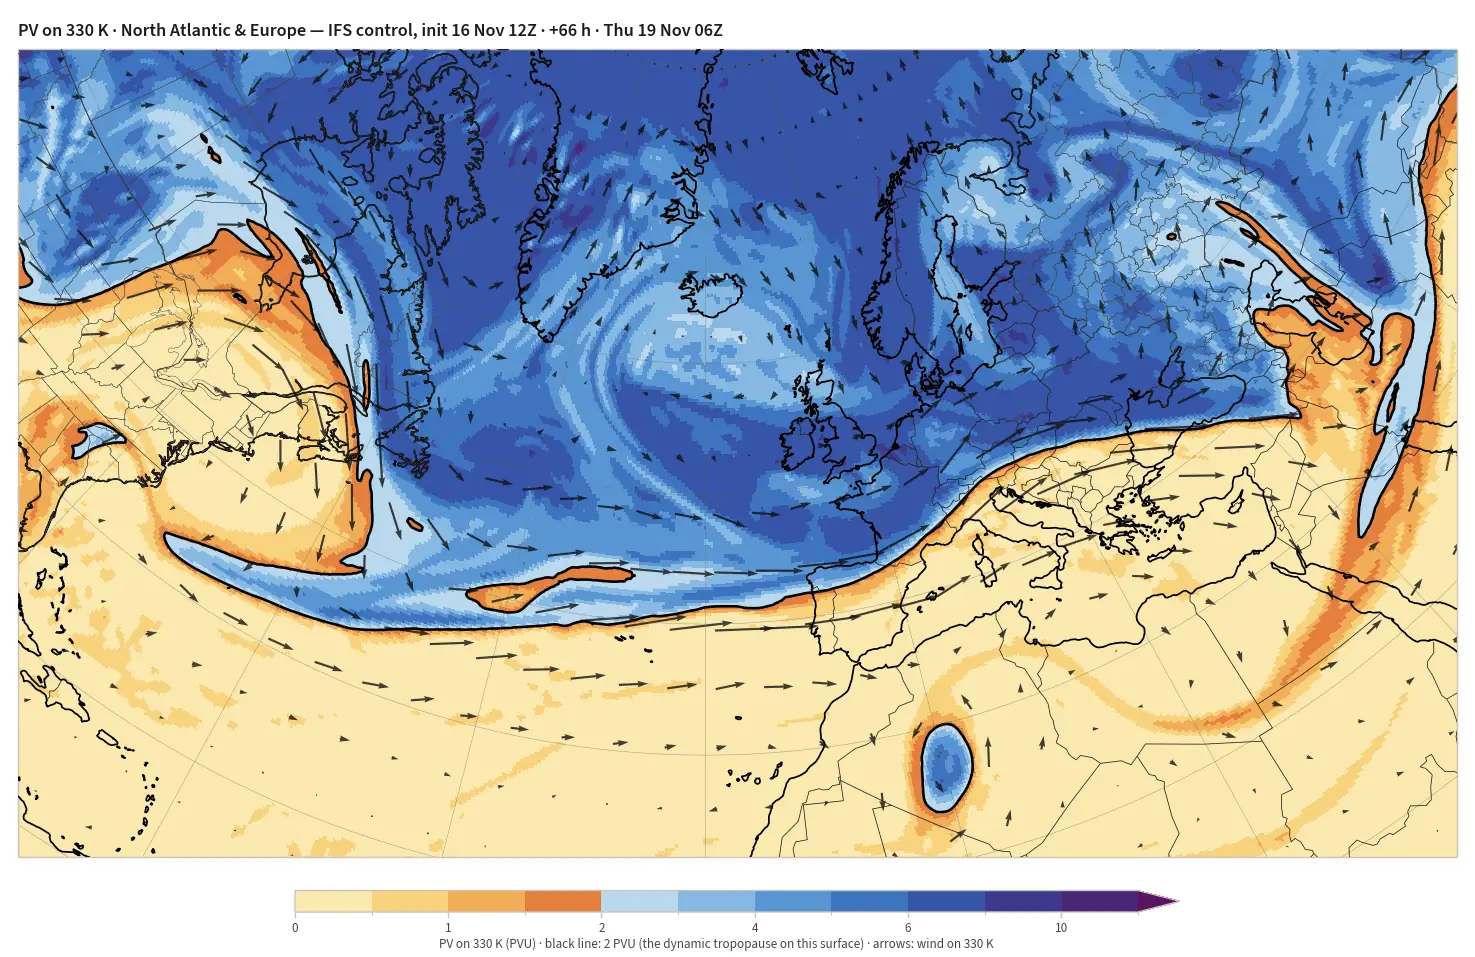 PV on 330 K · North Atlantic & Europe — IFS control, init 16 Nov 12Z · +66 h · Thu 19 Nov 06Z
0 1 2 4 6 10
PV on 330 K (PVU) · black line: 2 PVU (the dynamic tropopause on this surface) · arrows: wind on 330 K